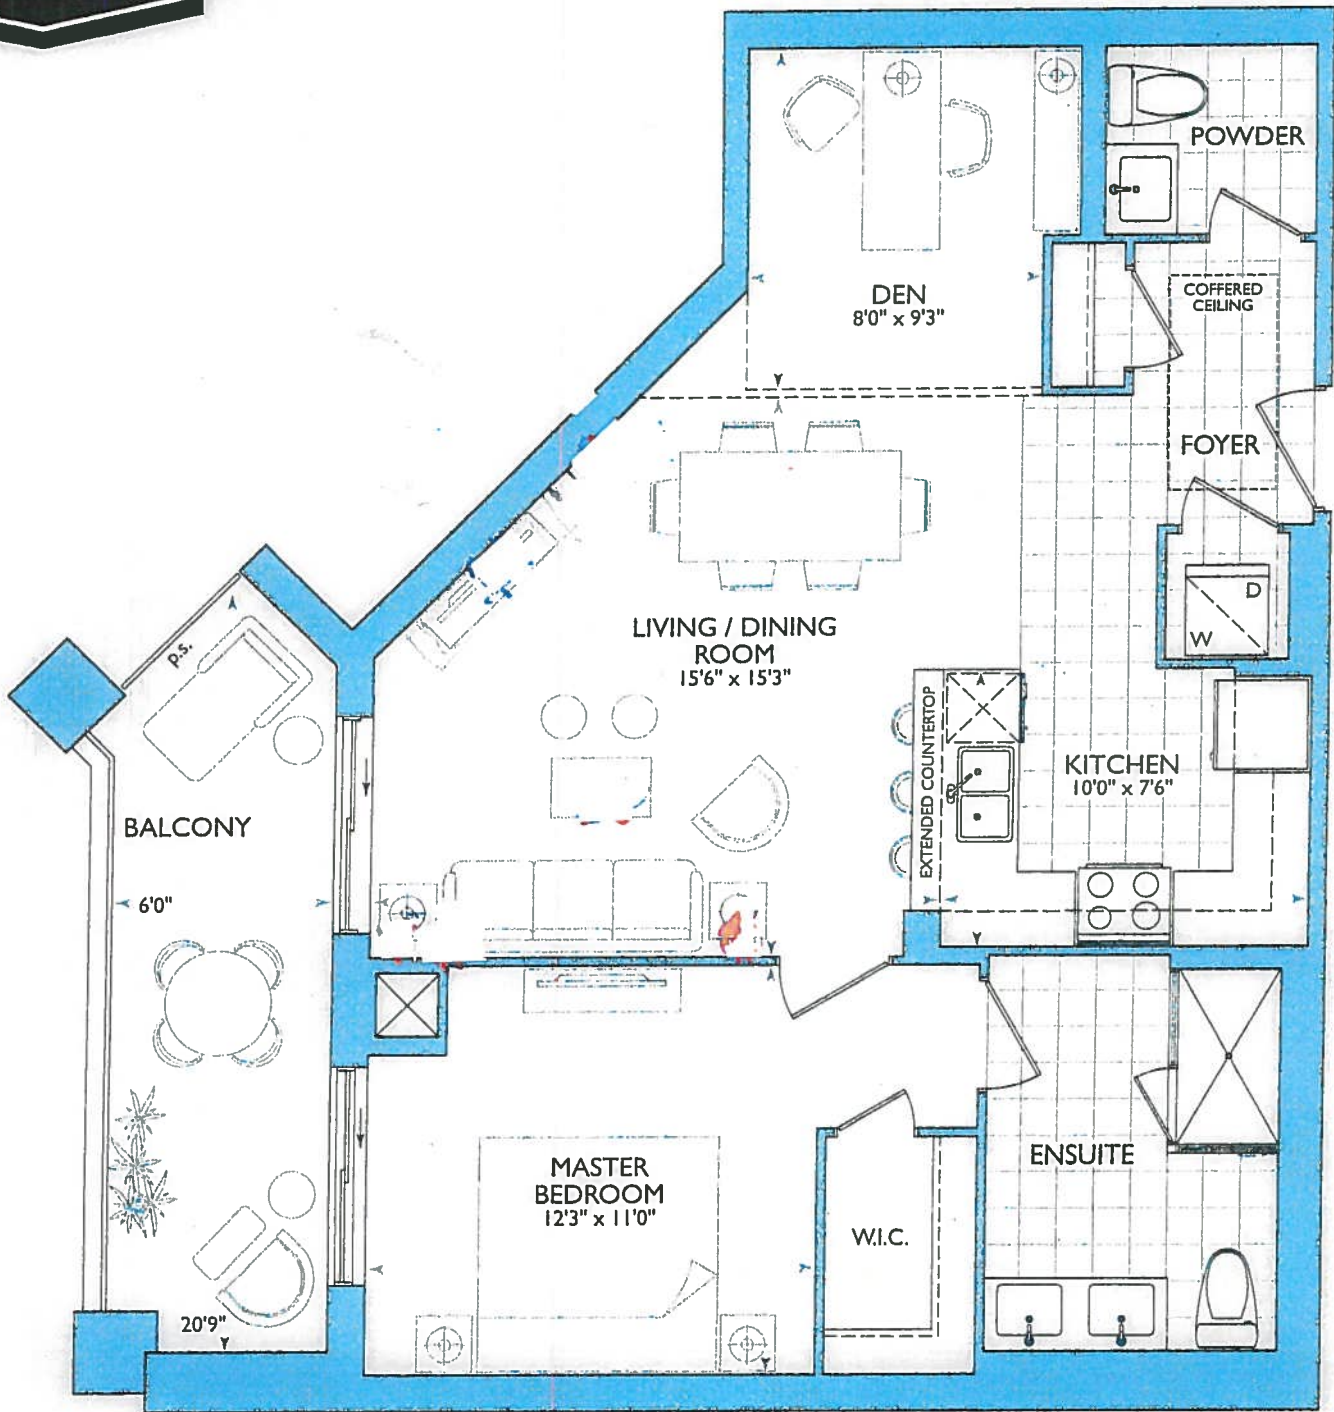 POWDER
DEN
8'0" x 9'3"
COFFERED
CEILING
FOYER
D
W
LIVING / DINING
ROOM
15'6" x 15'3"
p.s.
EXTENDED COUNTERTOP
KITCHEN
10'0" x 7'6"
BALCONY
6'0"
MASTER
BEDROOM
12'3" x 11'0"
ENSUITE
W.I.C.
20'9"